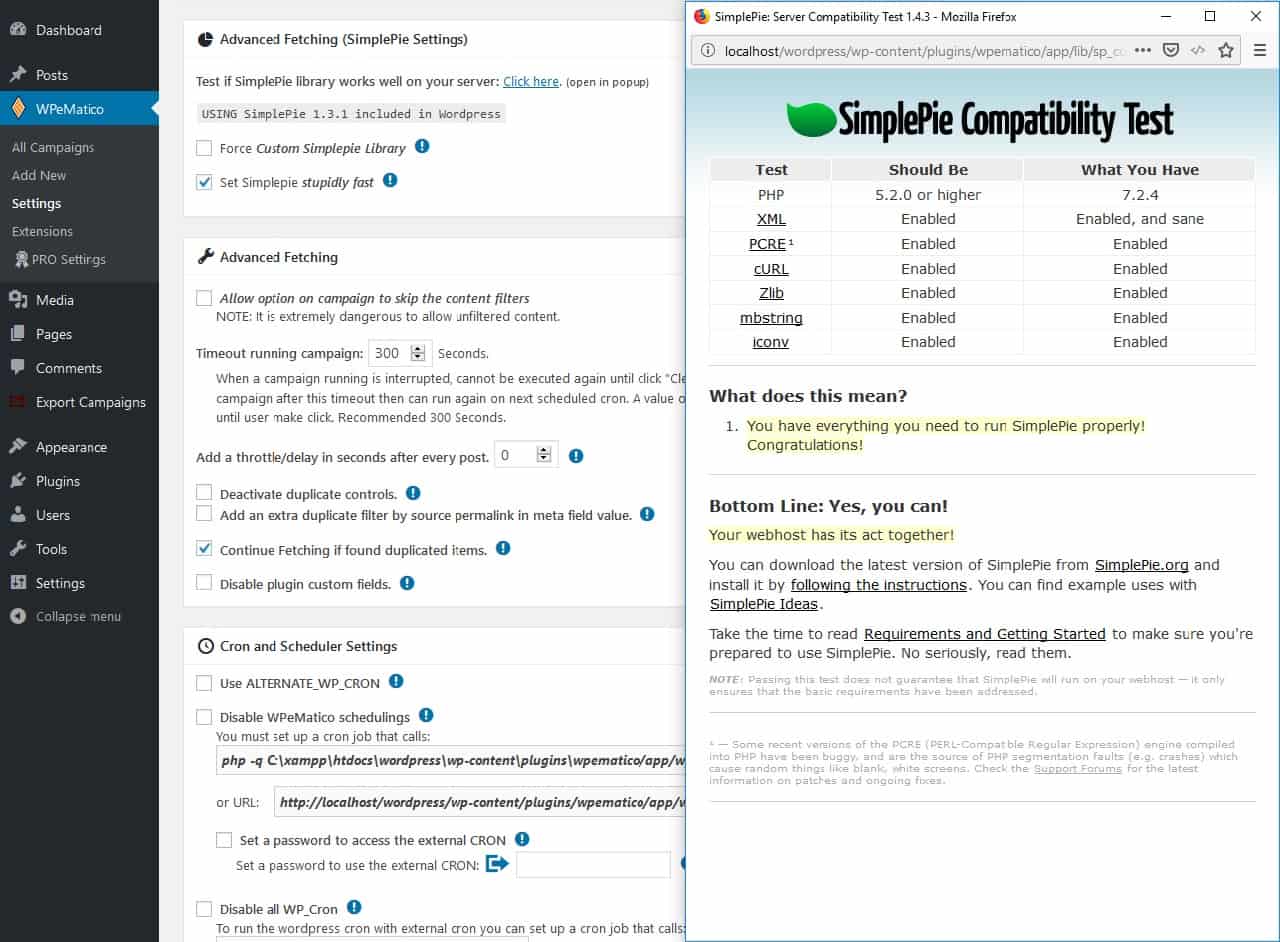 Dashboard
Posts
WPeMatico
All Campaigns
Add New
Settings
Extensions
PRO Settings
Media
Pages
Comments
Export Campaigns
Appearance
Plugins
Users
Tools
Settings
Collapse menu
Advanced Fetching (SimplePie Settings)
Test if SimplePie library works well on your server: Click here. (open in popup)
USING SimplePie 1.3.1 included in Wordpress
Force Custom Simplepie Library
Set Simplepie stupidly fast
Advanced Fetching
Allow option on campaign to skip the content filters
NOTE: It is extremely dangerous to allow unfiltered content.
Timeout running campaign: 300 Seconds.
When a campaign running is interrupted, cannot be executed again until click "Cle
campaign after this timeout then can run again on next scheduled cron. A value o
until user make click. Recommended 300 Seconds.
Add a throttle/delay in seconds after every post. 0
Deactivate duplicate controls.
Add an extra duplicate filter by source permalink in meta field value.
Continue Fetching if found duplicated items.
Disable plugin custom fields.
Cron and Scheduler Settings
Use ALTERNATE_WP_CRON
Disable WPeMatico schedulings
You must set up a cron job that calls:
php -q C:\xampp\htdocs\wordpress\wp-content\plugins\wpematico/app/w
or URL: http://localhost/wordpress/wp-content/plugins/wpematico/app/w
Set a password to access the external CRON
Set a password to use the external CRON:
Disable all WP_Cron
To run the wordpress cron with external cron you can set up a cron job that calls:
SimplePie: Server Compatibility Test 1.4.3 - Mozilla Firefox
localhost/wordpress/wp-content/plugins/wpematico/app/lib/sp_co
SimplePie Compatibility Test
Test Should Be What You Have
PHP 5.2.0 or higher 7.2.4
XML Enabled Enabled, and sane
PCRE¹ Enabled Enabled
cURL Enabled Enabled
Zlib Enabled Enabled
mbstring Enabled Enabled
iconv Enabled Enabled
What does this mean?
1. You have everything you need to run SimplePie properly!
Congratulations!
Bottom Line: Yes, you can!
Your webhost has its act together!
You can download the latest version of SimplePie from SimplePie.org and
install it by following the instructions. You can find example uses with
SimplePie Ideas.
Take the time to read Requirements and Getting Started to make sure you're
prepared to use SimplePie. No seriously, read them.
NOTE: Passing this test does not guarantee that SimplePie will run on your webhost — it only
ensures that the basic requirements have been addressed.
¹ — Some recent versions of the PCRE (PERL-Compatible Regular Expression) engine compiled
into PHP have been buggy, and are the source of PHP segmentation faults (e.g. crashes) which
cause random things like blank, white screens. Check the Support Forums for the latest
information on patches and ongoing fixes.